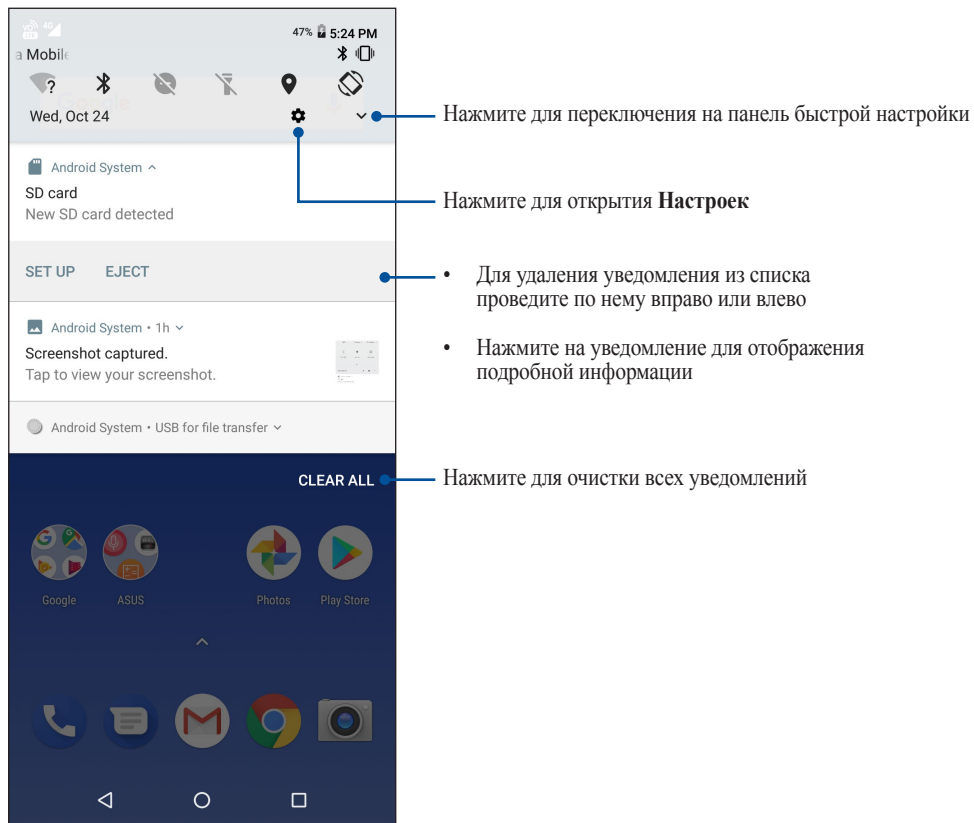 47% 5:24 PM
VO LTE 4G
a Mobile
?
Google
Wed, Oct 24
Нажмите для переключения на панель быстрой настройки
Android System
SD card
New SD card detected
Нажмите для открытия Настроек
SET UP EJECT
• Для удаления уведомления из списка
проведите по нему вправо или влево
Android System • 1h
Screenshot captured.
Tap to view your screenshot.
• Нажмите на уведомление для отображения
подробной информации
Android System • USB for file transfer
CLEAR ALL
Нажмите для очистки всех уведомлений
Google ASUS Photos Play Store